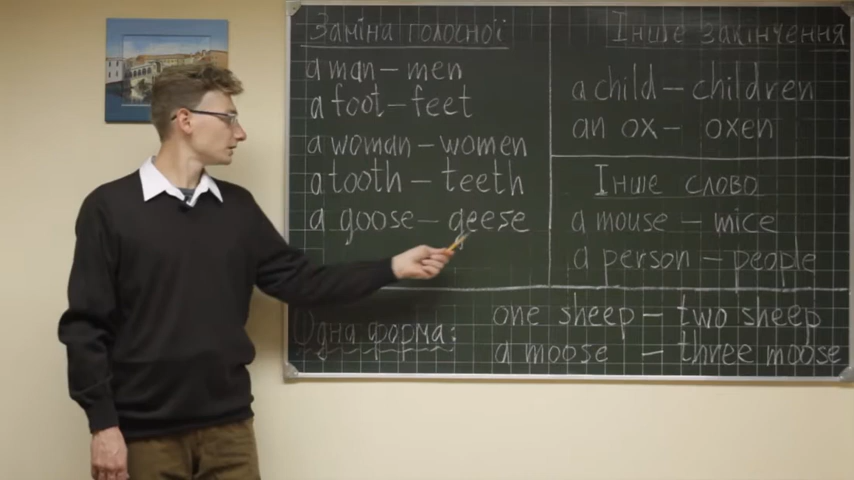 Заміна голосної
a man – men
a foot – feet
a woman – women
a tooth – teeth
a goose – geese
Інше закінчення
a child – children
an ox – oxen
Інше слово
a mouse – mice
a person – people
Одна форма:
one sheep – two sheep
a moose – three moose